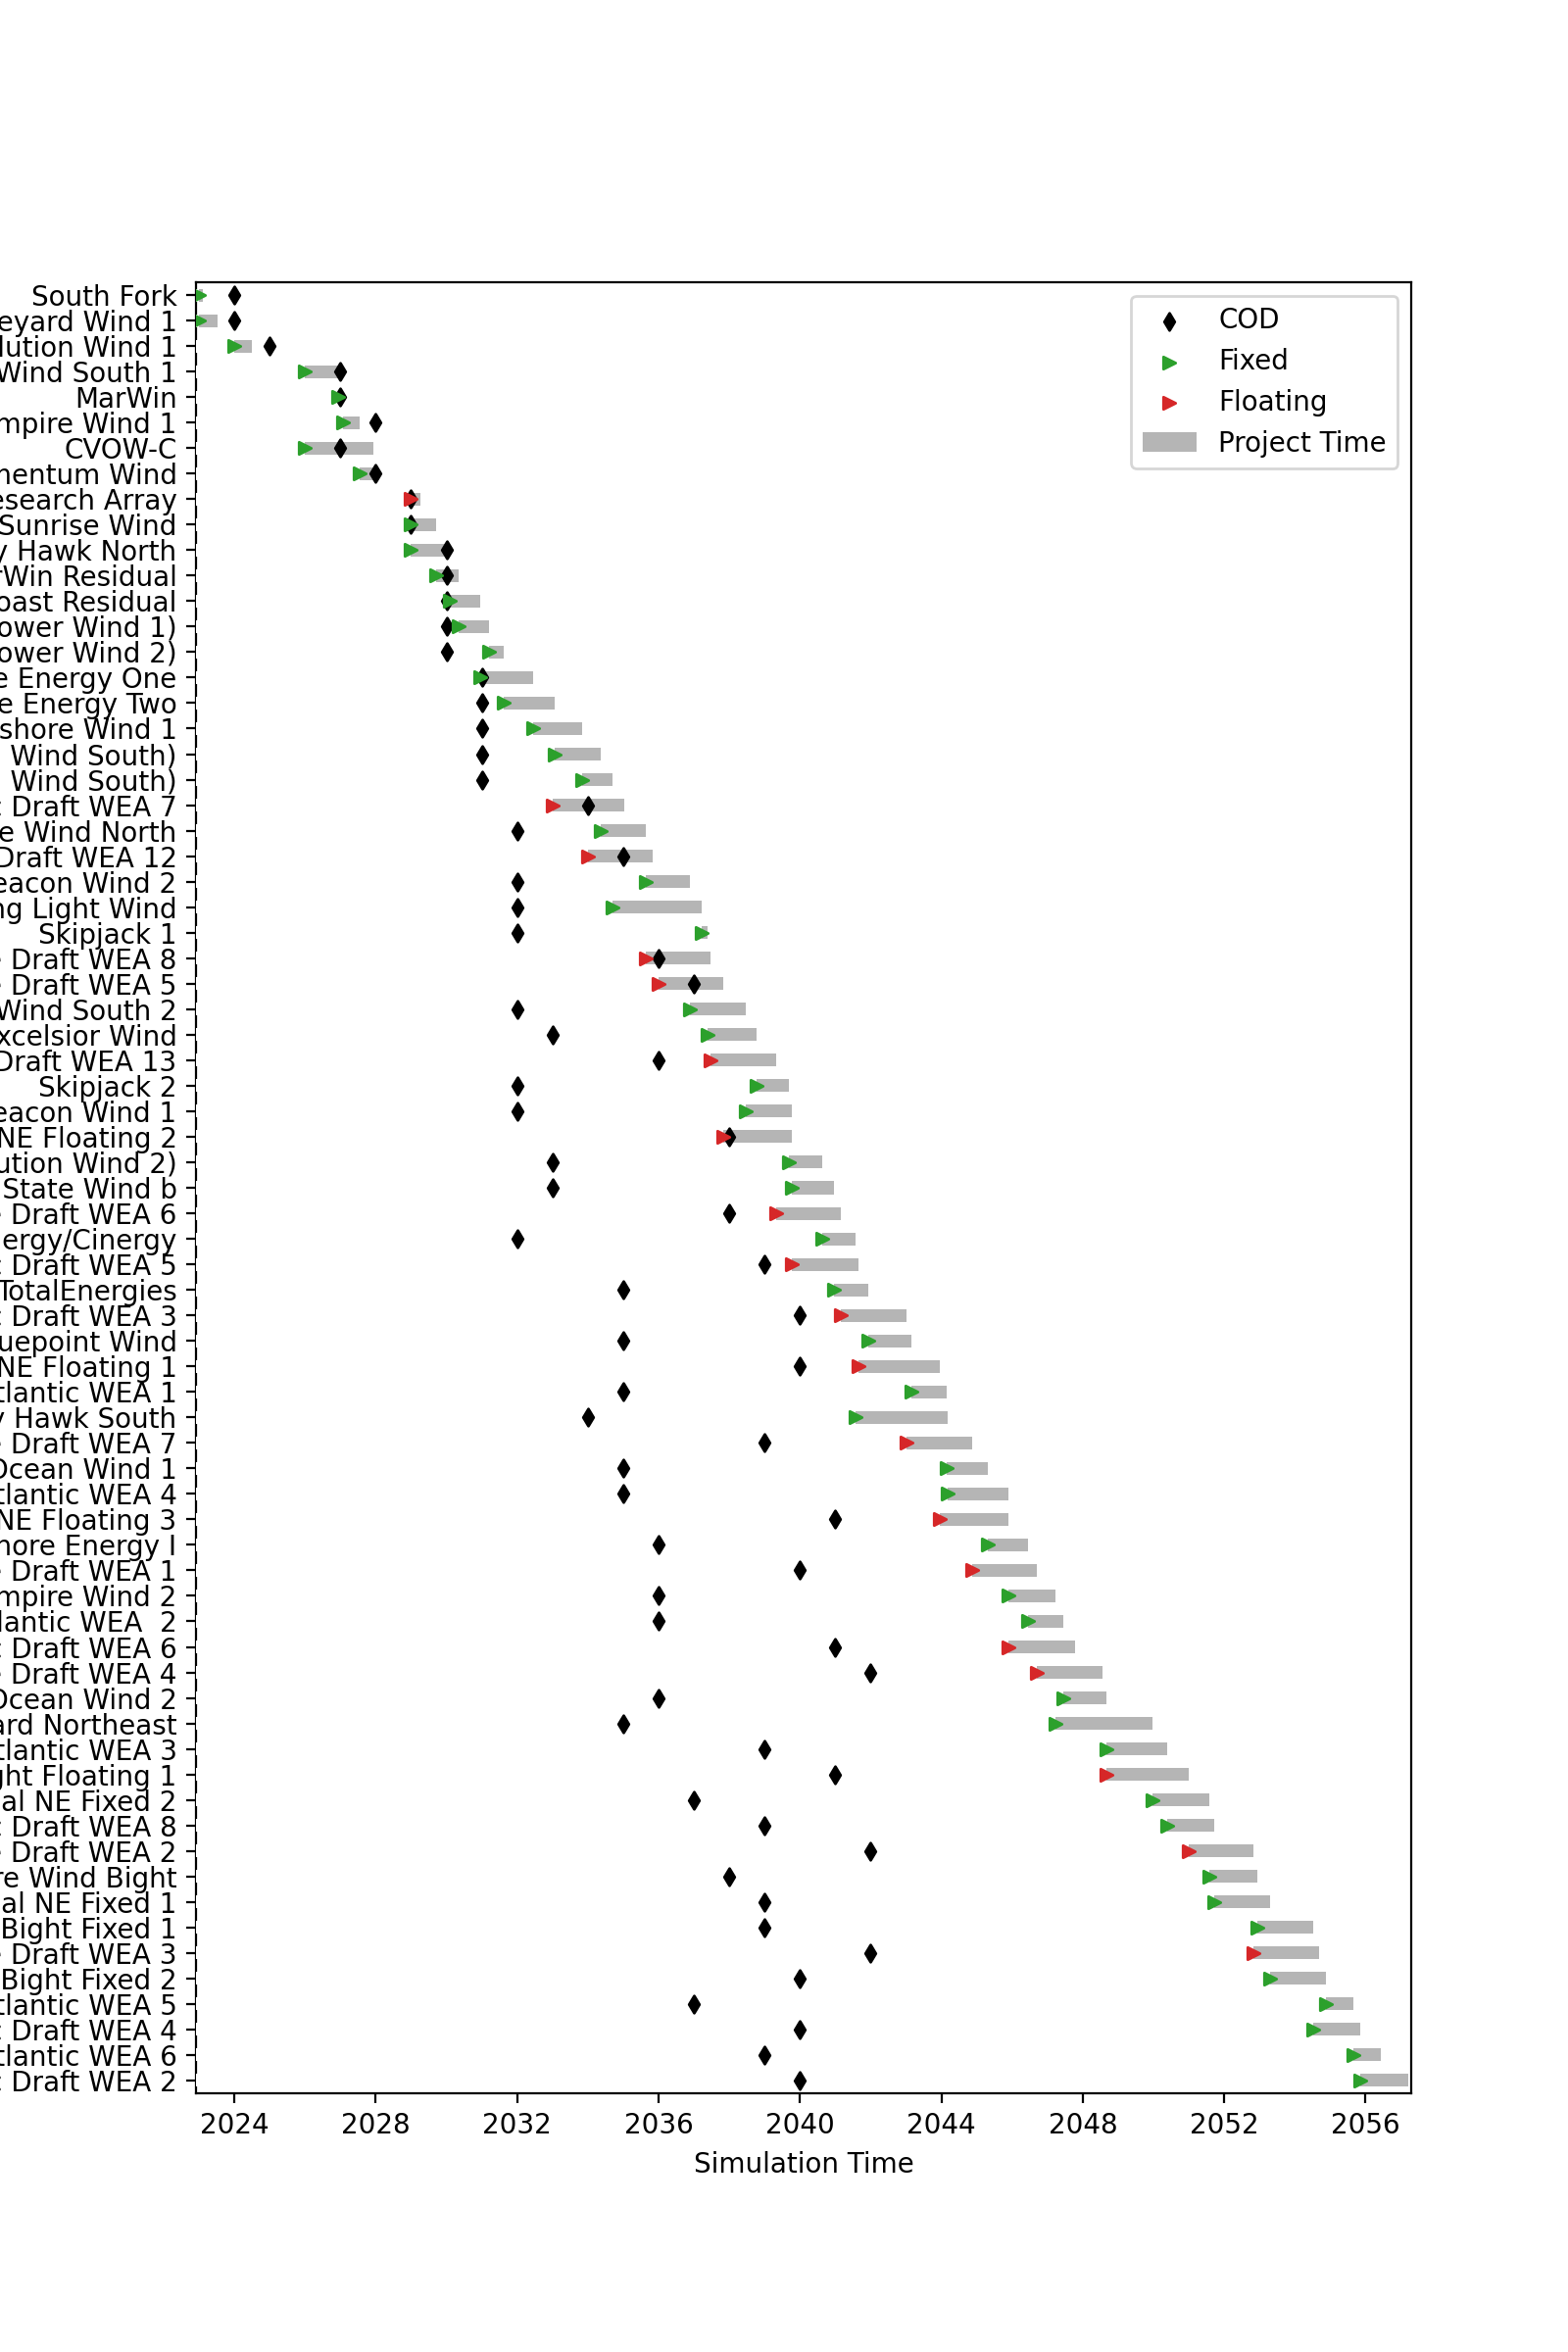 South Fork
eyard Wind 1
lution Wind 1
Wind South 1
MarWin
mpire Wind 1
CVOW-C
nentum Wind
esearch Array
Sunrise Wind
y Hawk North
rWin Residual
oast Residual
ower Wind 1)
ower Wind 2)
e Energy One
e Energy Two
shore Wind 1
Wind South)
Wind South)
c Draft WEA 7
e Wind North
Draft WEA 12
eacon Wind 2
ng Light Wind
Skipjack 1
e Draft WEA 8
e Draft WEA 5
Wind South 2
xcelsior Wind
Draft WEA 13
Skipjack 2
eacon Wind 1
NE Floating 2
ution Wind 2)
State Wind b
e Draft WEA 6
ergy/Cinergy
c Draft WEA 5
TotalEnergies
c Draft WEA 3
uepoint Wind
NE Floating 1
tlantic WEA 1
y Hawk South
e Draft WEA 7
Ocean Wind 1
tlantic WEA 4
NE Floating 3
hore Energy I
e Draft WEA 1
mpire Wind 2
lantic WEA  2
c Draft WEA 6
e Draft WEA 4
Ocean Wind 2
ard Northeast
tlantic WEA 3
ght Floating 1
al NE Fixed 2
c Draft WEA 8
e Draft WEA 2
re Wind Bight
al NE Fixed 1
Bight Fixed 1
e Draft WEA 3
Bight Fixed 2
tlantic WEA 5
c Draft WEA 4
tlantic WEA 6
c Draft WEA 2
COD
Fixed
Floating
Project Time
2024 2028 2032 2036 2040 2044 2048 2052 2056
Simulation Time